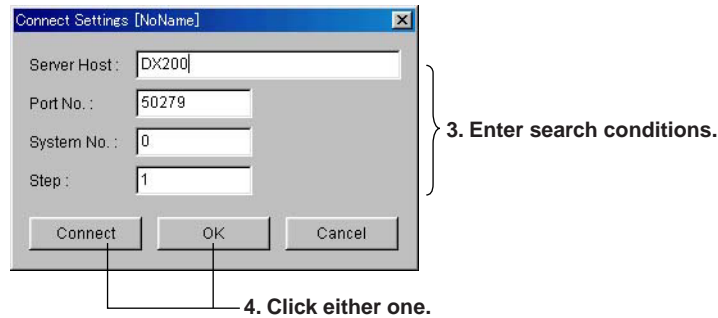 Connect Settings [NoName]
Server Host : DX200
Port No. : 50279
System No. : 0
Step : 1
3. Enter search conditions.
Connect OK Cancel
4. Click either one.